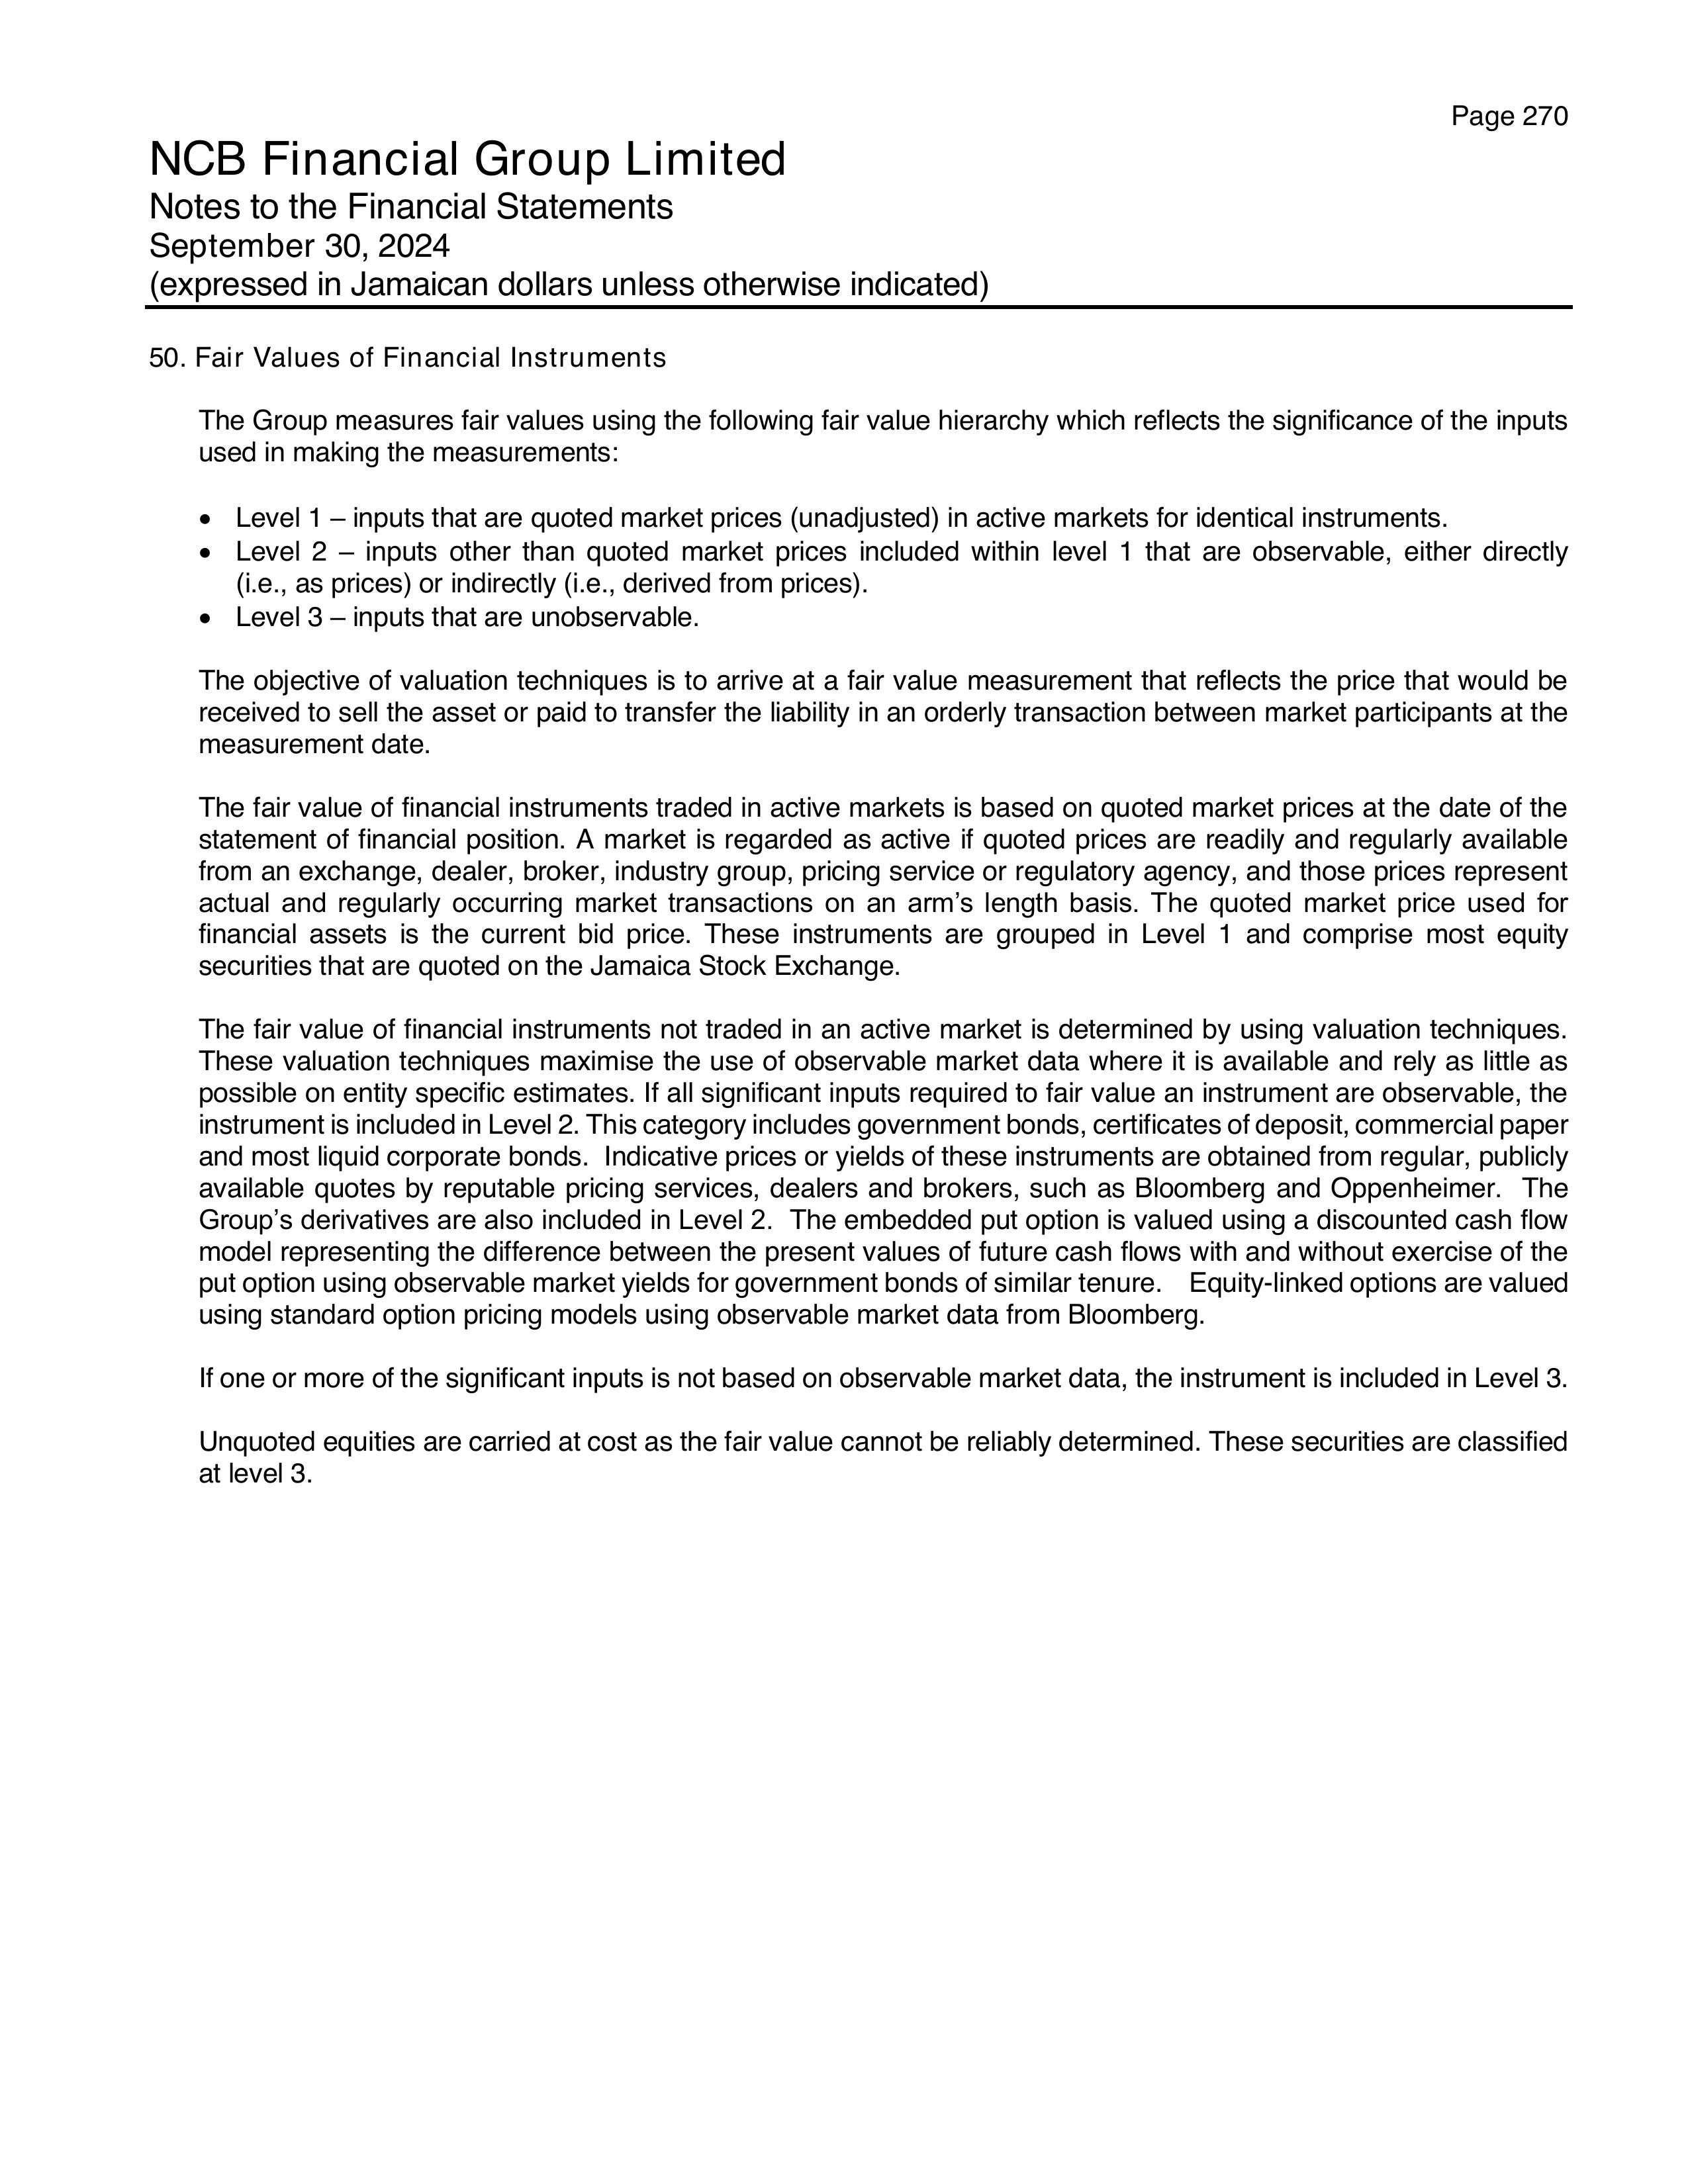 Page 270
NCB Financial Group Limited
Notes to the Financial Statements
September 30, 2024
(expressed in Jamaican dollars unless otherwise indicated)
50. Fair Values of Financial Instruments
The Group measures fair values using the following fair value hierarchy which reflects the significance of the inputs
used in making the measurements:
• Level 1 – inputs that are quoted market prices (unadjusted) in active markets for identical instruments.
• Level 2 – inputs other than quoted market prices included within level 1 that are observable, either directly
(i.e., as prices) or indirectly (i.e., derived from prices).
• Level 3 – inputs that are unobservable.
The objective of valuation techniques is to arrive at a fair value measurement that reflects the price that would be
received to sell the asset or paid to transfer the liability in an orderly transaction between market participants at the
measurement date.
The fair value of financial instruments traded in active markets is based on quoted market prices at the date of the
statement of financial position. A market is regarded as active if quoted prices are readily and regularly available
from an exchange, dealer, broker, industry group, pricing service or regulatory agency, and those prices represent
actual and regularly occurring market transactions on an arm’s length basis. The quoted market price used for
financial assets is the current bid price. These instruments are grouped in Level 1 and comprise most equity
securities that are quoted on the Jamaica Stock Exchange.
The fair value of financial instruments not traded in an active market is determined by using valuation techniques.
These valuation techniques maximise the use of observable market data where it is available and rely as little as
possible on entity specific estimates. If all significant inputs required to fair value an instrument are observable, the
instrument is included in Level 2. This category includes government bonds, certificates of deposit, commercial paper
and most liquid corporate bonds. Indicative prices or yields of these instruments are obtained from regular, publicly
available quotes by reputable pricing services, dealers and brokers, such as Bloomberg and Oppenheimer. The
Group’s derivatives are also included in Level 2. The embedded put option is valued using a discounted cash flow
model representing the difference between the present values of future cash flows with and without exercise of the
put option using observable market yields for government bonds of similar tenure. Equity-linked options are valued
using standard option pricing models using observable market data from Bloomberg.
If one or more of the significant inputs is not based on observable market data, the instrument is included in Level 3.
Unquoted equities are carried at cost as the fair value cannot be reliably determined. These securities are classified
at level 3.